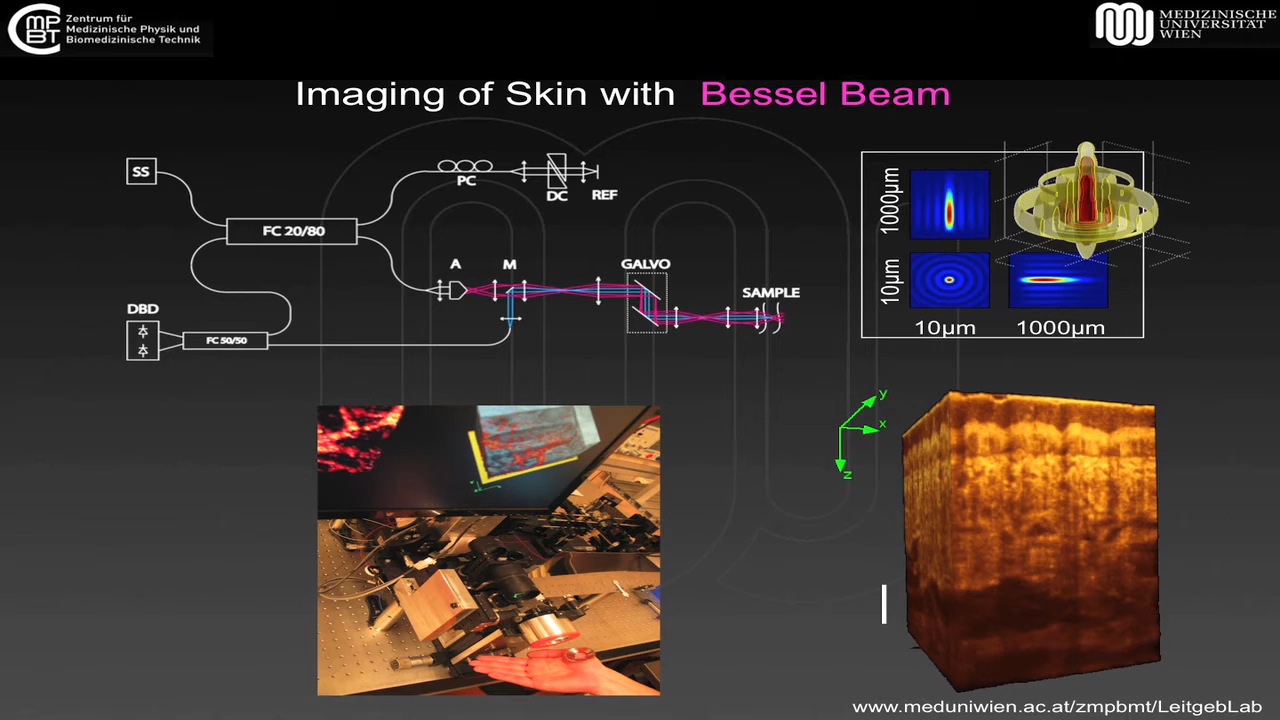 CMPBT
Zentrum für
Medizinische Physik und
Biomedizinische Technik
MEDIZINISCHE
UNIVERSITÄT
WIEN
Imaging of Skin with Bessel Beam
SS
PC
DC
REF
FC 20/80
A
M
GALVO
SAMPLE
DBD
FC 50/50
1000µm
10µm
10µm
1000µm
y
x
z
www.meduniwien.ac.at/zmpbmt/LeitgebLab